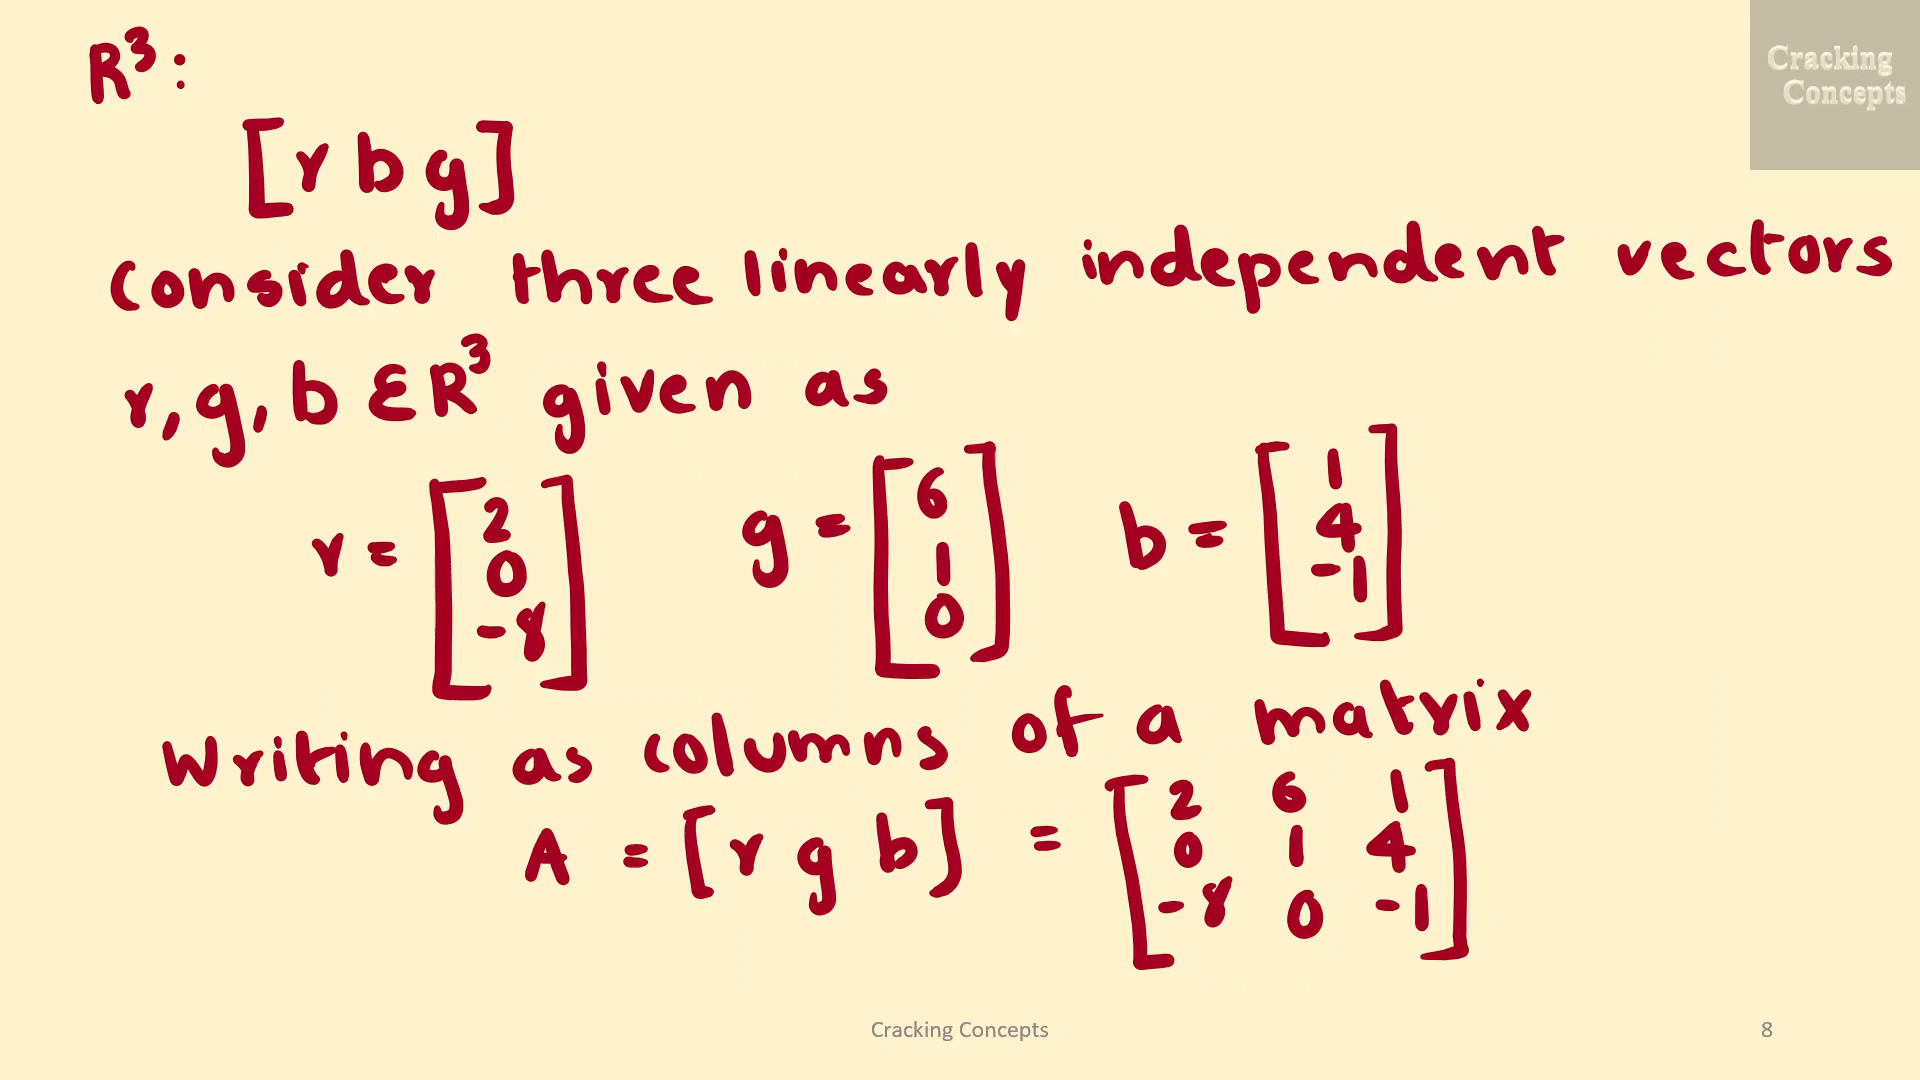 R³:
Cracking
Concepts
[r b g]
Consider three linearly independent vectors
r, g, b ε R³ given as
r = [2 0 -8] g = [6 1 0] b = [1 4 -1]
Writing as columns of a matrix
A = [r g b] = [2 6 1
0 1 4
-8 0 -1]
Cracking Concepts 8